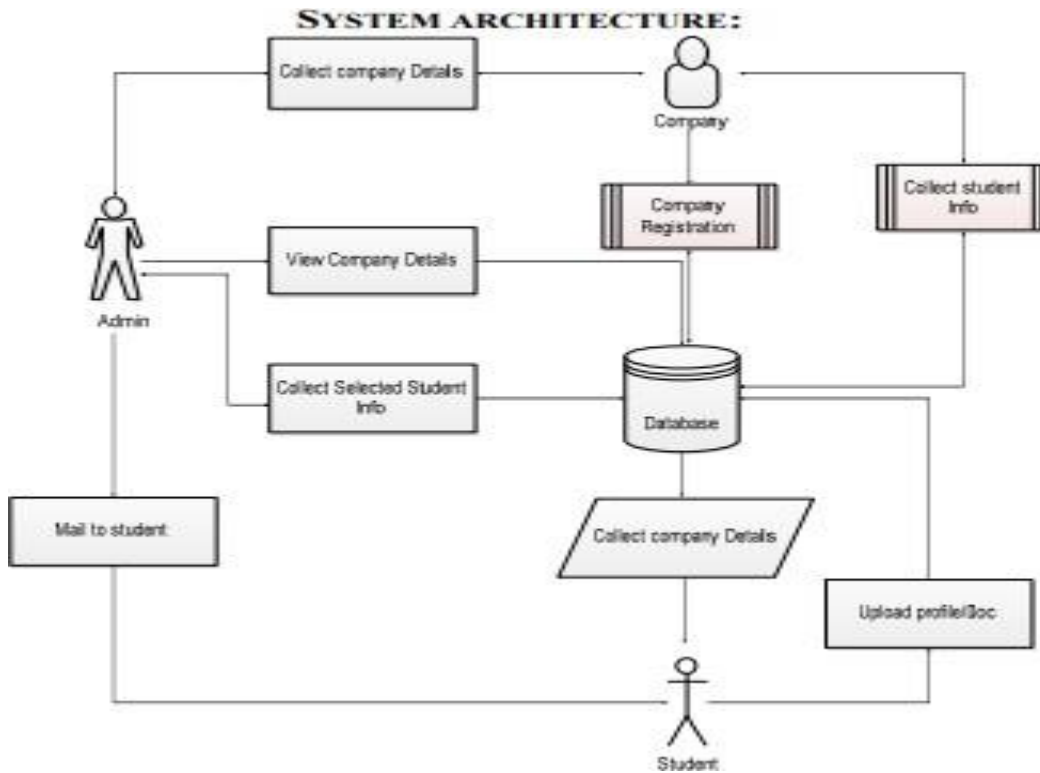 SYSTEM ARCHITECTURE:
Collect company Details
Company
Collect student
Info
Company
Registration
View Company Details
Admin
Collect Selected Student
Info
Database
Mail to student
Collect company Details
Upload profile/Doc
Student